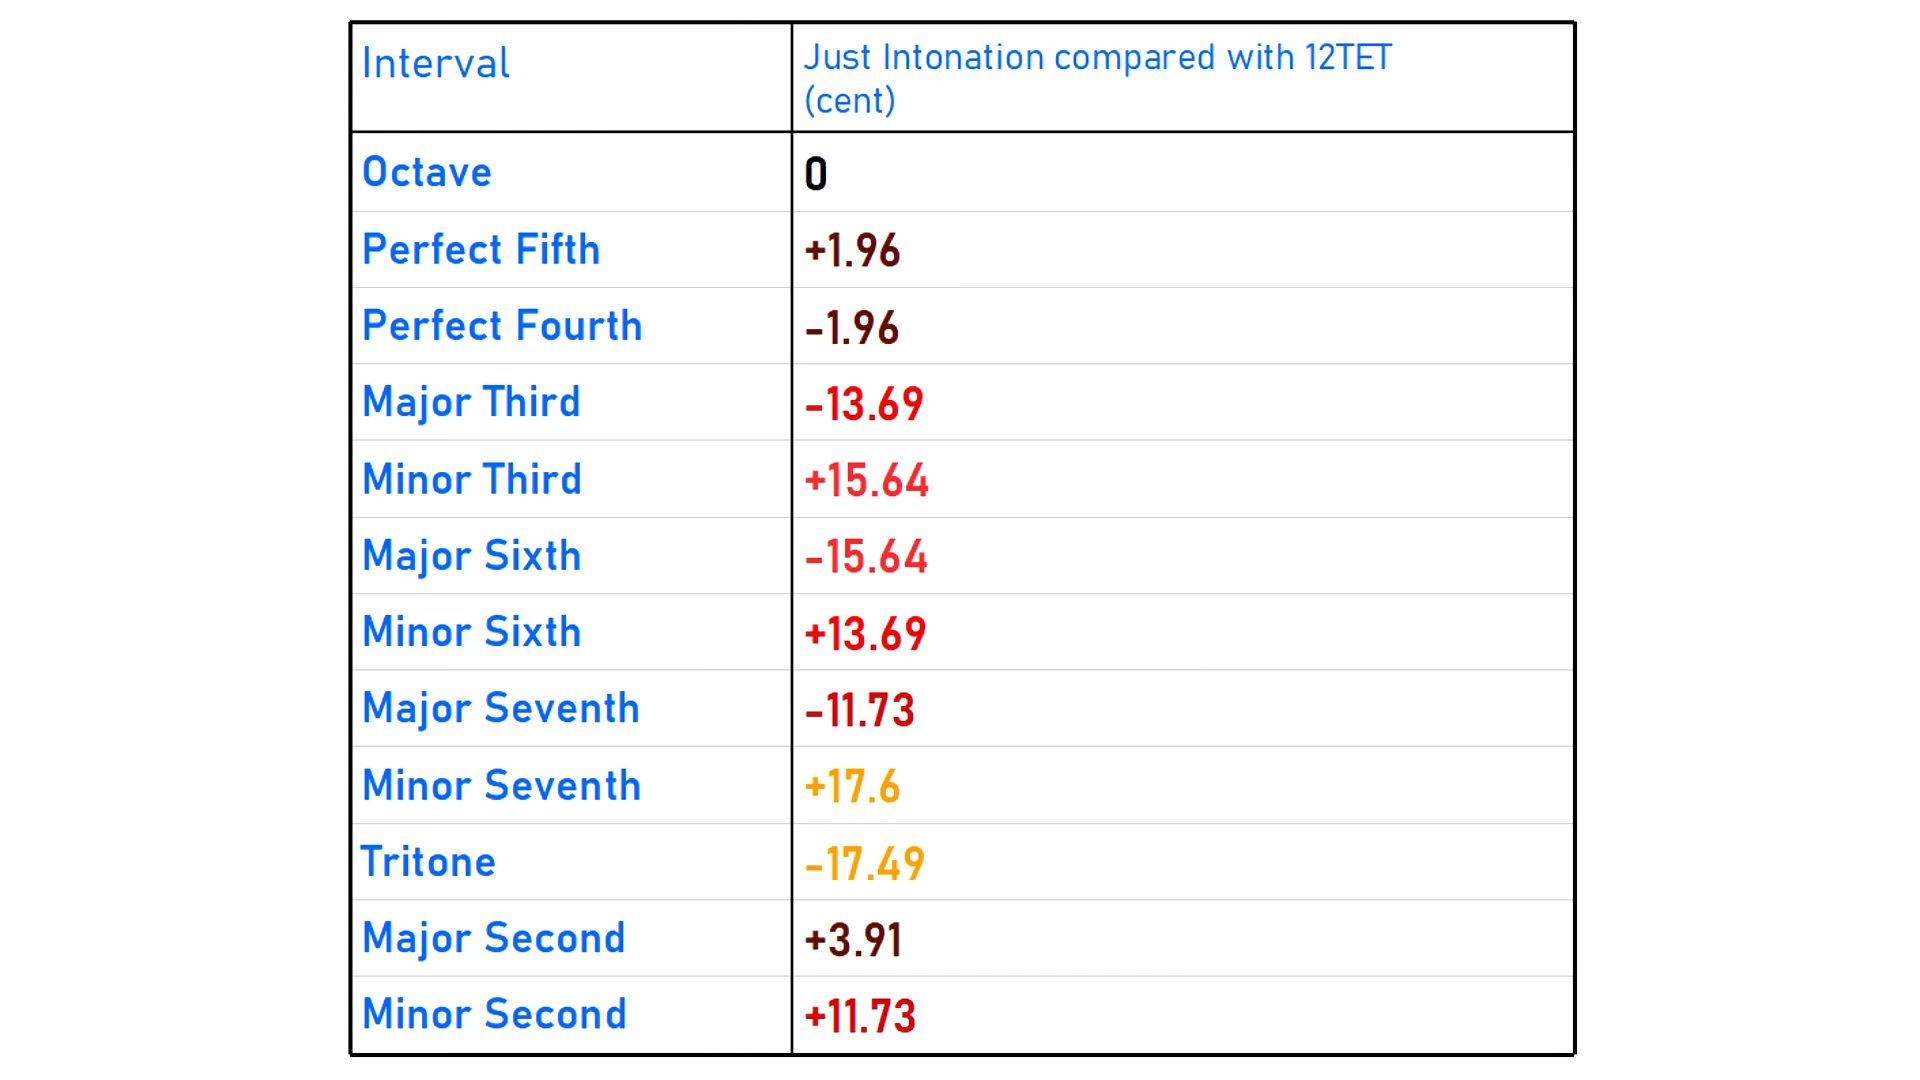 Interval
Just Intonation compared with 12TET
(cent)
Octave
0
Perfect Fifth
+1.96
Perfect Fourth
-1.96
Major Third
-13.69
Minor Third
+15.64
Major Sixth
-15.64
Minor Sixth
+13.69
Major Seventh
-11.73
Minor Seventh
+17.6
Tritone
-17.49
Major Second
+3.91
Minor Second
+11.73